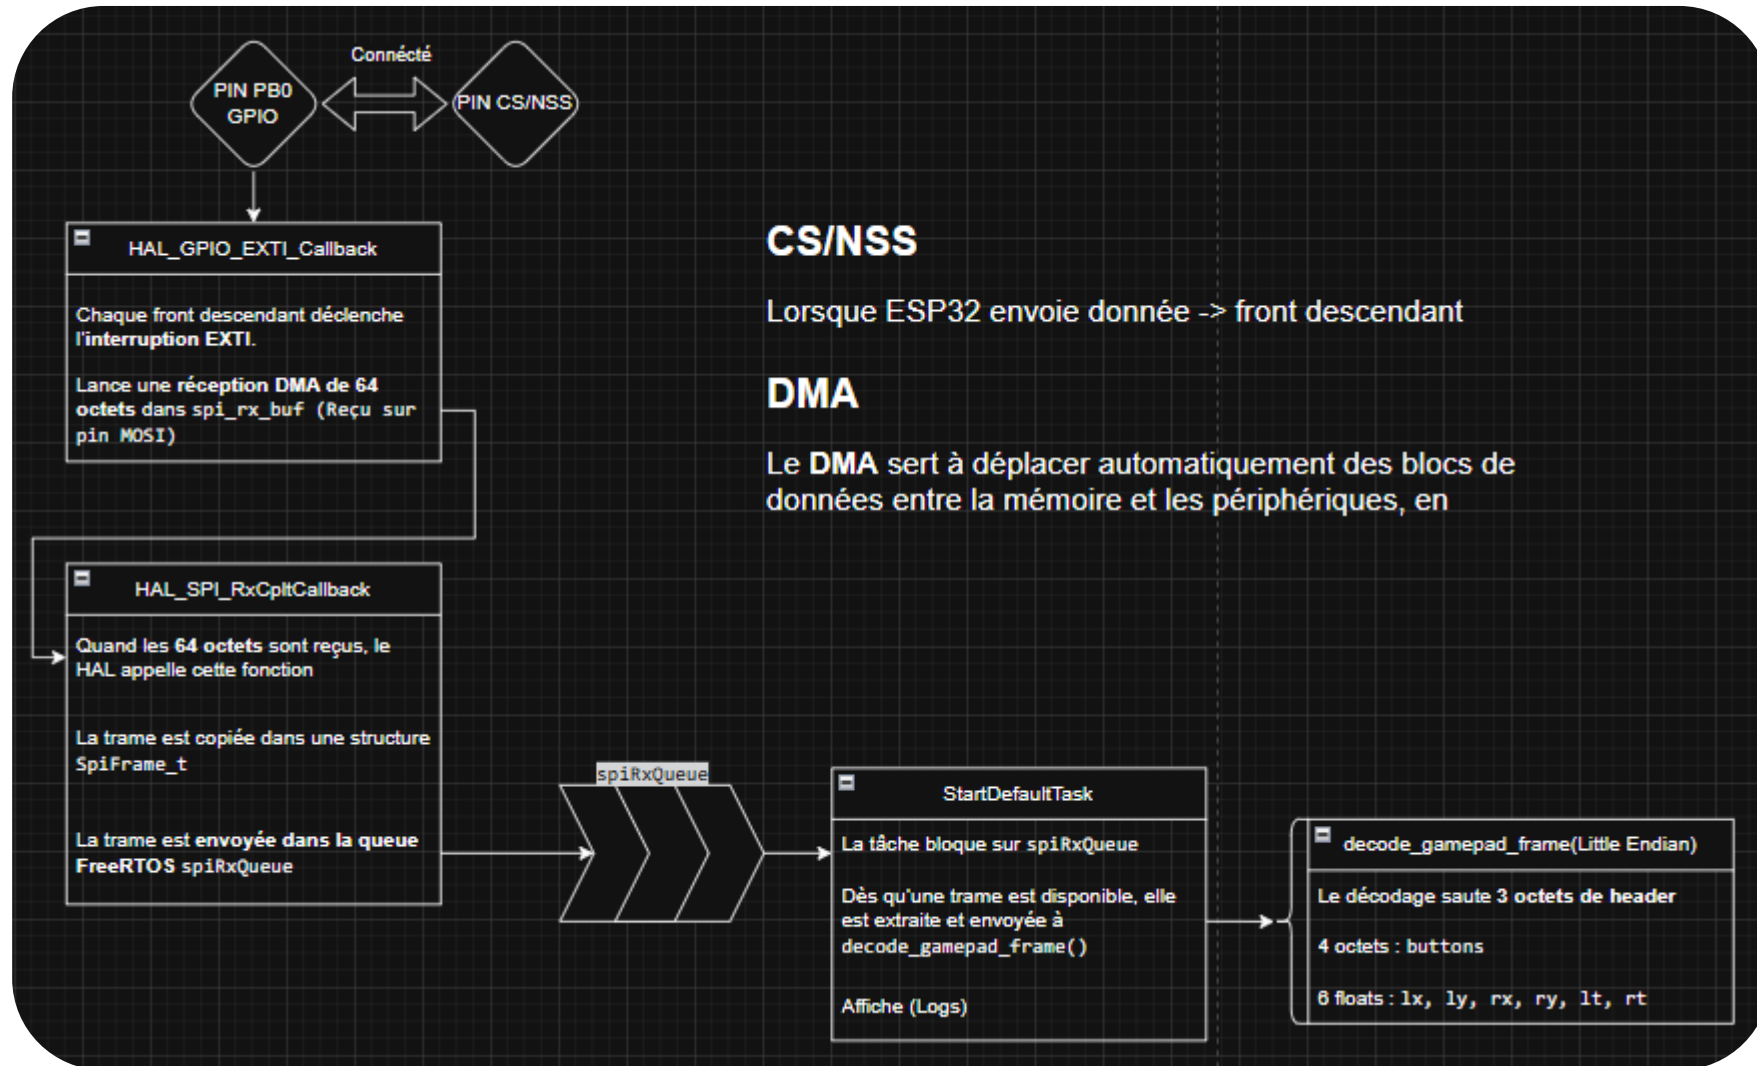 Connécté
PIN PB0
GPIO
PIN CS/NSS
HAL_GPIO_EXTI_Callback
Chaque front descendant déclenche
l'interruption EXTI.
Lance une réception DMA de 64
octets dans spi_rx_buf (Reçu sur
pin MOSI)
CS/NSS
Lorsque ESP32 envoie donnée -> front descendant
DMA
Le DMA sert à déplacer automatiquement des blocs de
données entre la mémoire et les périphériques, en
HAL_SPI_RxCpltCallback
Quand les 64 octets sont reçus, le
HAL appelle cette fonction
La trame est copiée dans une structure
SpiFrame_t
La trame est envoyée dans la queue
FreeRTOS spiRxQueue
spiRxQueue
StartDefaultTask
La tâche bloque sur spiRxQueue
Dès qu'une trame est disponible, elle
est extraite et envoyée à
decode_gamepad_frame()
Affiche (Logs)
decode_gamepad_frame(Little Endian)
Le décodage saute 3 octets de header
4 octets : buttons
6 floats : lx, ly, rx, ry, lt, rt